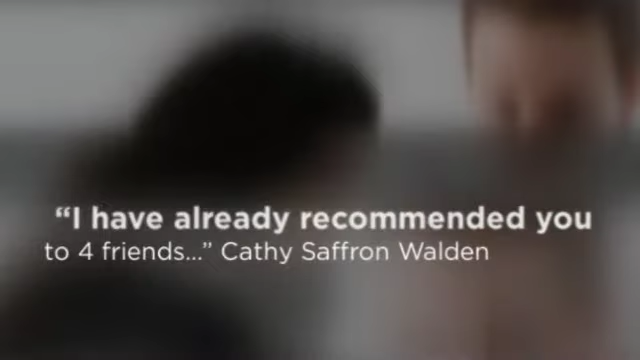 “I have already recommended you
to 4 friends...” Cathy Saffron Walden